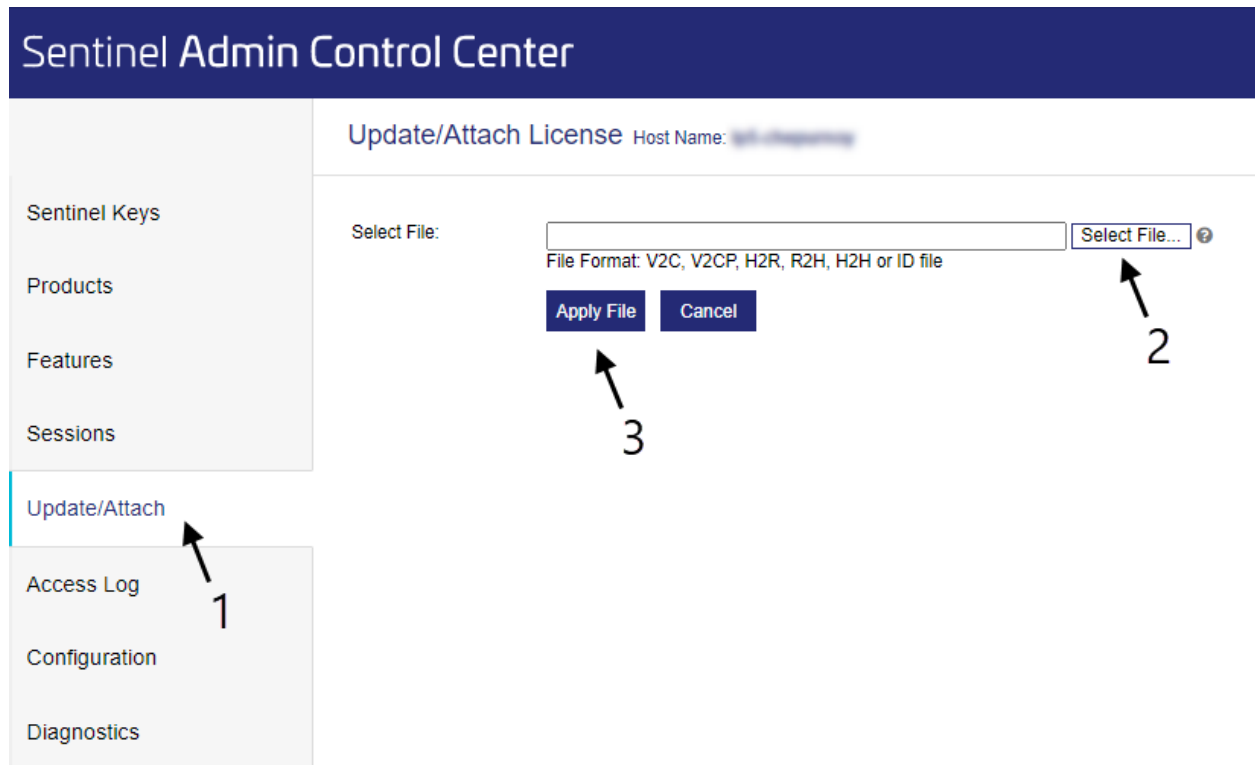 Sentinel Admin Control Center
Update/Attach License Host Name:
Sentinel Keys
Products
Features
Sessions
Update/Attach
Access Log
Configuration
Diagnostics
Select File:
Select File...
File Format: V2C, V2CP, H2R, R2H, H2H or ID file
Apply File Cancel
1
2
3